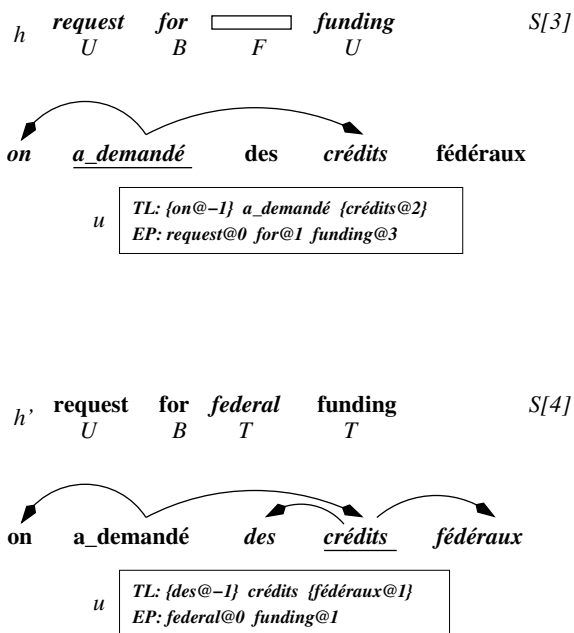 h request for funding S[3]
U B F U
on a_demandé des crédits fédéraux
u TL: {on@−1} a_demandé {crédits@2}
EP: request@0 for@1 funding@3
h' request for federal funding S[4]
U B T T
on a_demandé des crédits fédéraux
u TL: {des@−1} crédits {fédéraux@1}
EP: federal@0 funding@1